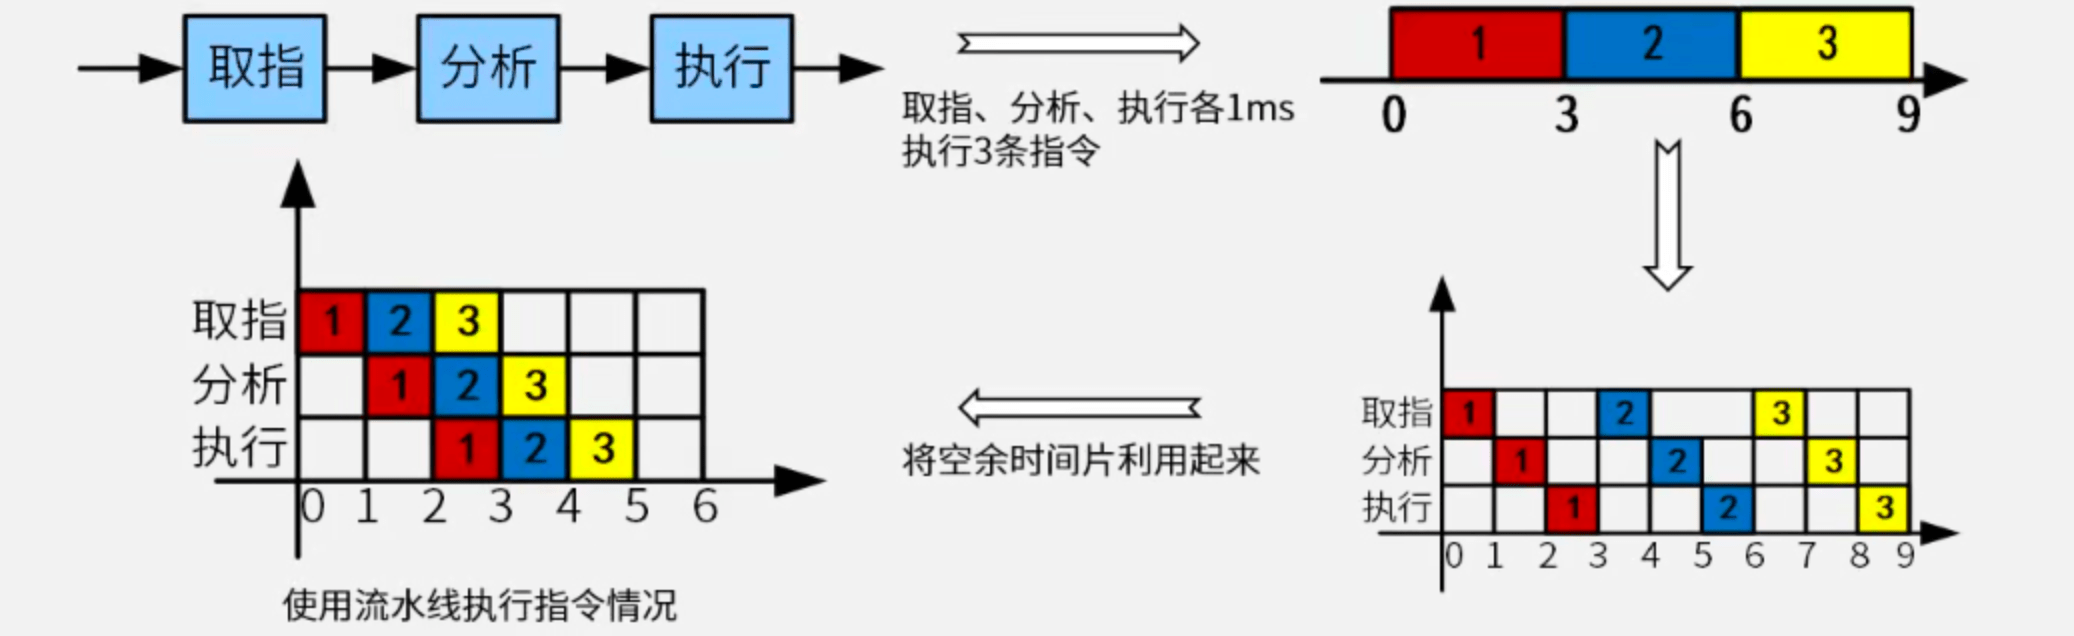 取指 分析 执行
取指、分析、执行各1ms
执行3条指令
1 2 3
0 3 6 9
取指 1 2 3
分析 1 2 3
执行 1 2 3
0 1 2 3 4 5 6
使用流水线执行指令情况
将空余时间片利用起来
取指 1 2 3
分析 1 2 3
执行 1 2 3
0 1 2 3 4 5 6 7 8 9